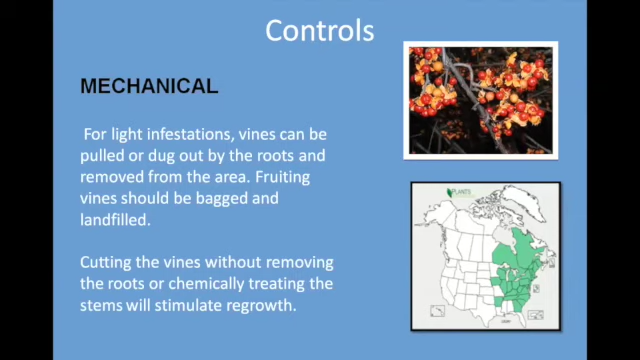 Controls
MECHANICAL
For light infestations, vines can be
pulled or dug out by the roots and
removed from the area. Fruiting
vines should be bagged and
landfilled.
Cutting the vines without removing
the roots or chemically treating the
stems will stimulate regrowth.
PLANTS